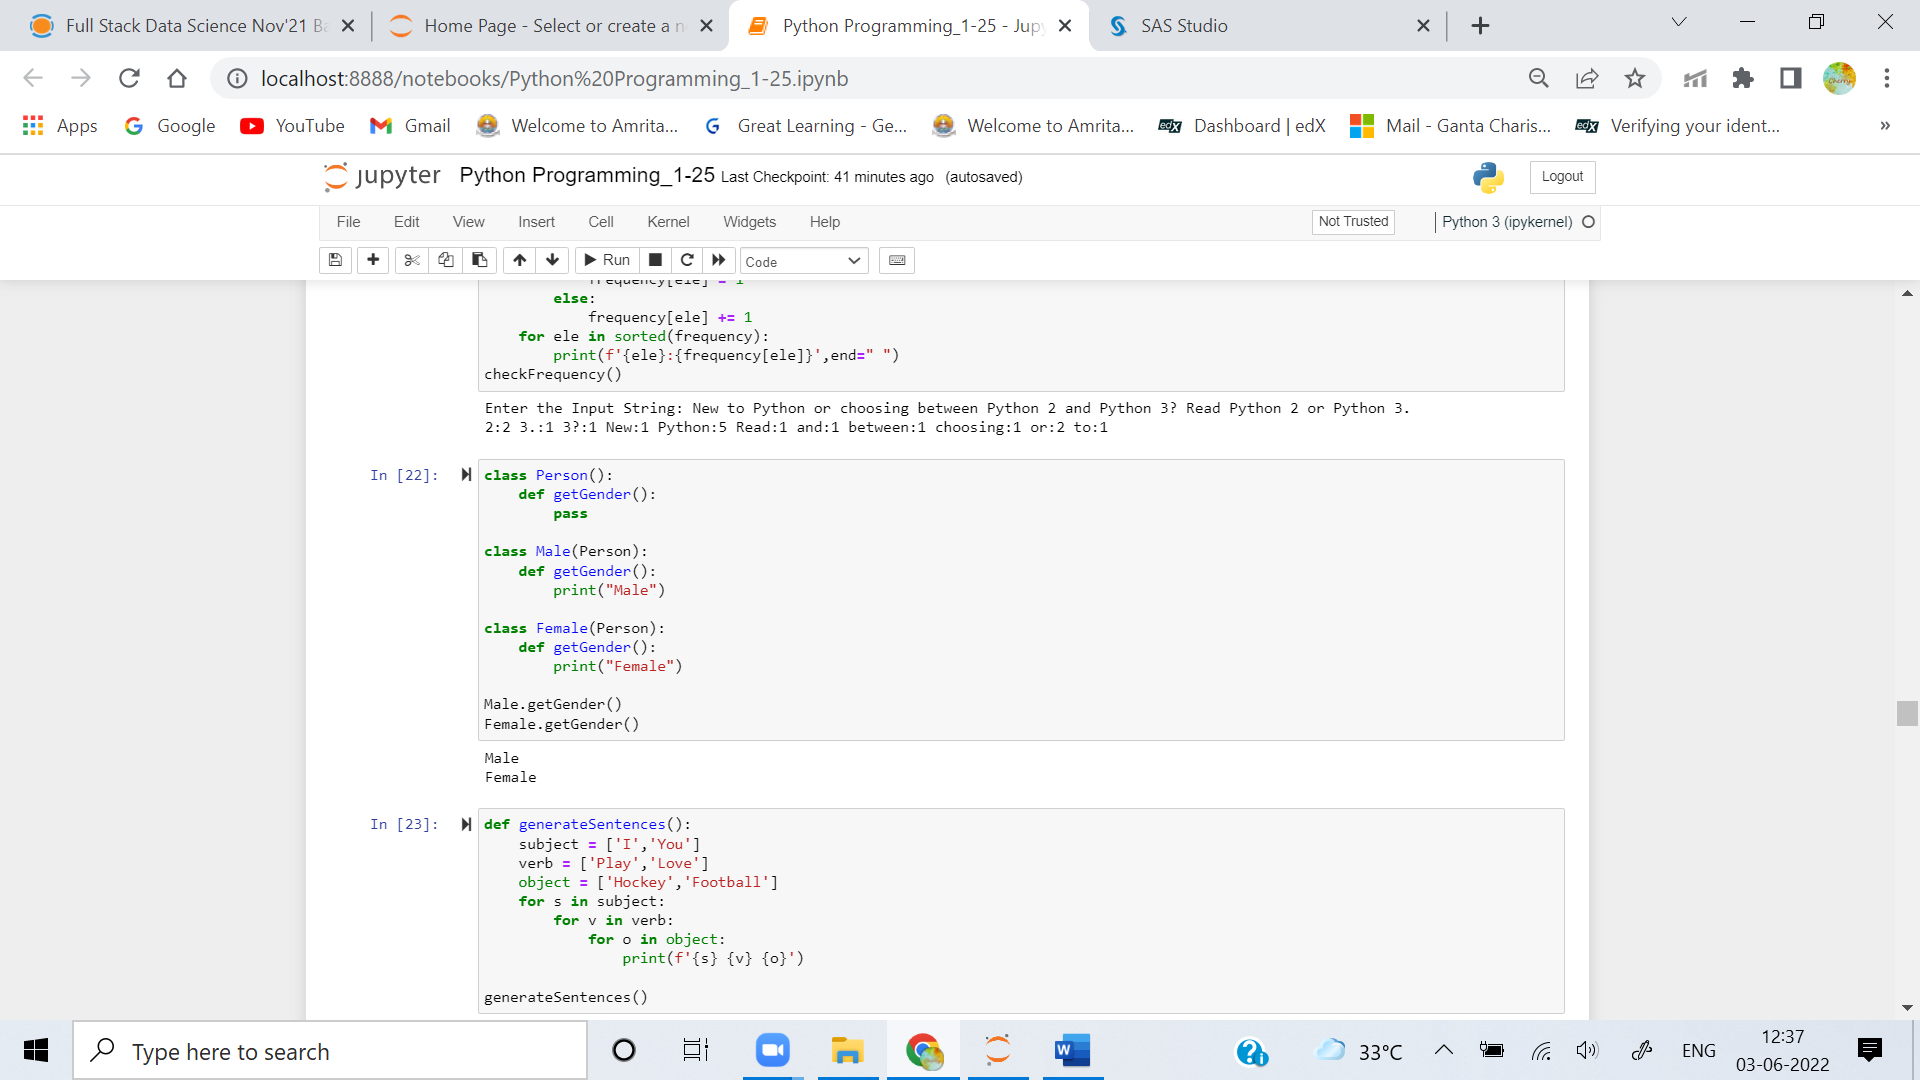 Full Stack Data Science Nov'21 Ba
Home Page - Select or create a n
Python Programming_1-25 - Jupy
SAS Studio
localhost:8888/notebooks/Python%20Programming_1-25.ipynb
Apps
Google
YouTube
Gmail
Welcome to Amrita...
Great Learning - Ge...
Welcome to Amrita...
Dashboard | edX
Mail - Ganta Charis...
Verifying your ident...
»
jupyter Python Programming_1-25 Last Checkpoint: 41 minutes ago (autosaved)
Logout
File Edit View Insert Cell Kernel Widgets Help
Not Trusted
Python 3 (ipykernel)
Run
Code
frequency[ele] = 1
else:
frequency[ele] += 1
for ele in sorted(frequency):
print(f'{ele}:{frequency[ele]}',end=" ")
checkFrequency()
Enter the Input String: New to Python or choosing between Python 2 and Python 3? Read Python 2 or Python 3.
2:2 3.:1 3?:1 New:1 Python:5 Read:1 and:1 between:1 choosing:1 or:2 to:1
In [22]:
class Person():
def getGender():
pass
class Male(Person):
def getGender():
print("Male")
class Female(Person):
def getGender():
print("Female")
Male.getGender()
Female.getGender()
Male
Female
In [23]:
def generateSentences():
subject = ['I','You']
verb = ['Play','Love']
object = ['Hockey','Football']
for s in subject:
for v in verb:
for o in object:
print(f'{s} {v} {o}')
generateSentences()
Type here to search
33°C
ENG
12:37
03-06-2022